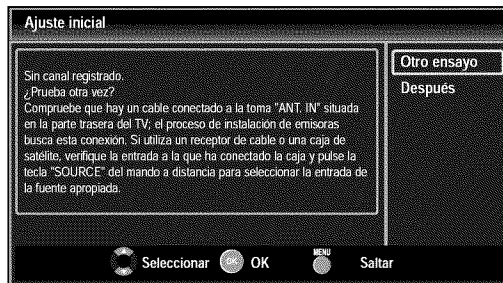 Ajuste inicial
Sin canal registrado.
¿Prueba otra vez?
Compruebe que hay un cable conectado a la toma "ANT. IN" situada
en la parte trasera del TV; el proceso de instalación de emisoras
busca esta conexión. Si utiliza un receptor de cable o una caja de
satélite, verifique la entrada a la que ha conectado la caja y pulse la
tecla "SOURCE" del mando a distancia para seleccionar la entrada de
la fuente apropiada.
Otro ensayo
Después
Seleccionar OK OK MENU Saltar